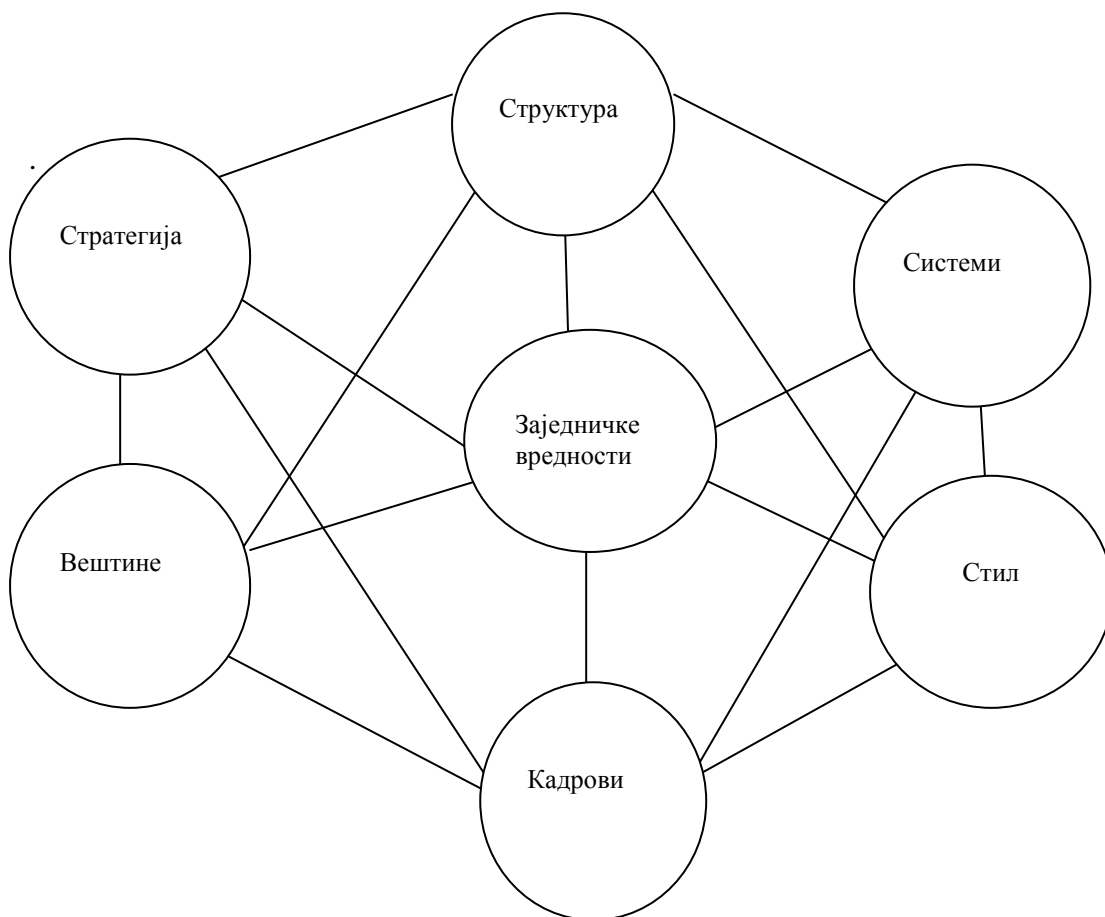 Структура
Стратегија
Системи
Заједничке
вредности
Вештине
Стил
Кадрови